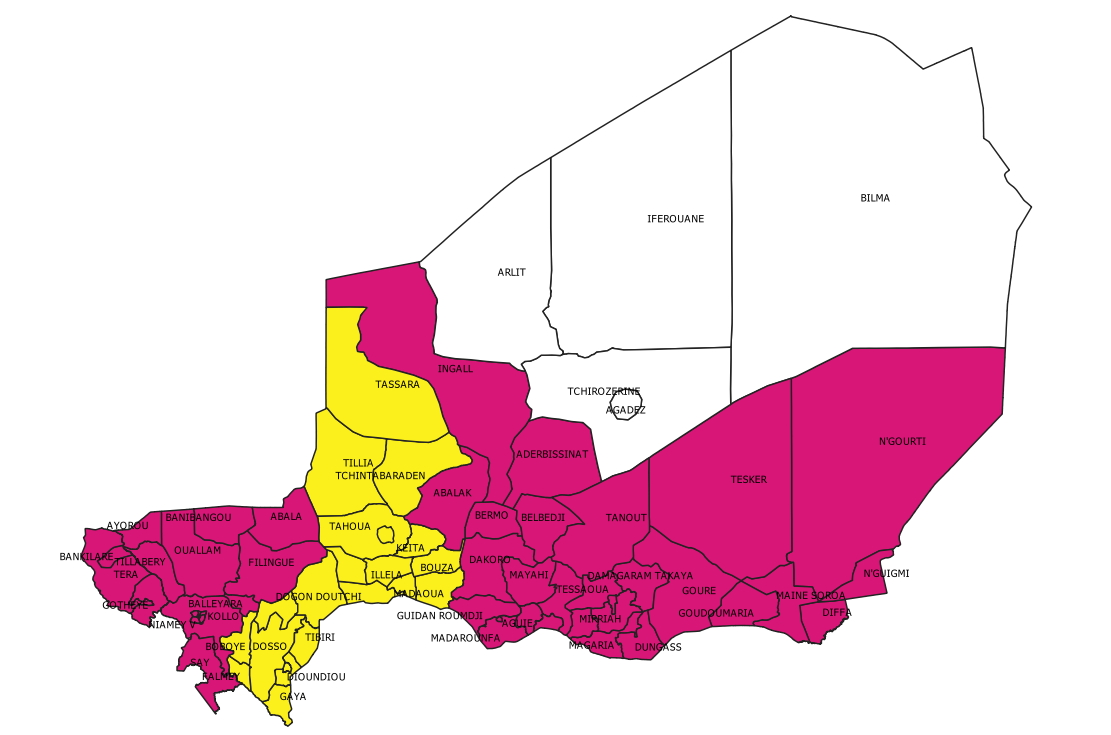 BILMA
IFEROUANE
ARLIT
INGALL
TASSARA
TCHIROZERINE
AGADEZ
N'GOURTI
ADERBISSINAT
TILLIA
TCHINTABARADEN
TESKER
ABALAK
BERMO
BELBEDJI
TANOUT
ABALA
BANIBANGOU
AYOROU
TAHOUA
KEITA
OUALLAM
BANKILARE
TILLABERY
FILINGUE
DAKORO
BOUZA
TERA
ILLELA
MAYAHI
DAMAGARAM TAKAYA
N'GUIGMI
TESSAOUA
GOURE
MADAOUA
DOGON DOUTCHI
MAINE SOROA
GOTHEYE
BALLEYARA
KOLLO
GUIDAN ROUMDJI
GOUDOUMARIA
DIFFA
NIAMEY V
AGUIE
MIRRIAH
TIBIRI
MADAROUNFA
BOBOYE
DOSSO
MAGARIA
DUNGASS
SAY
FALMEY
DIOUNDIOU
GAYA